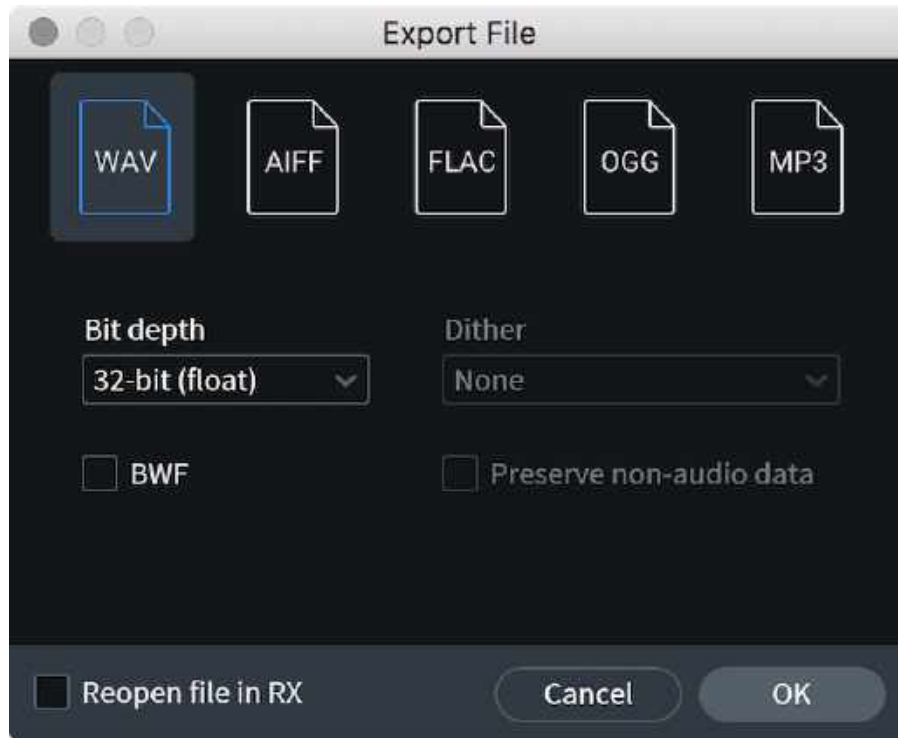 Export File
WAV AIFF FLAC OGG MP3
Bit depth Dither
32-bit (float) None
BWF Preserve non-audio data
Reopen file in RX Cancel OK